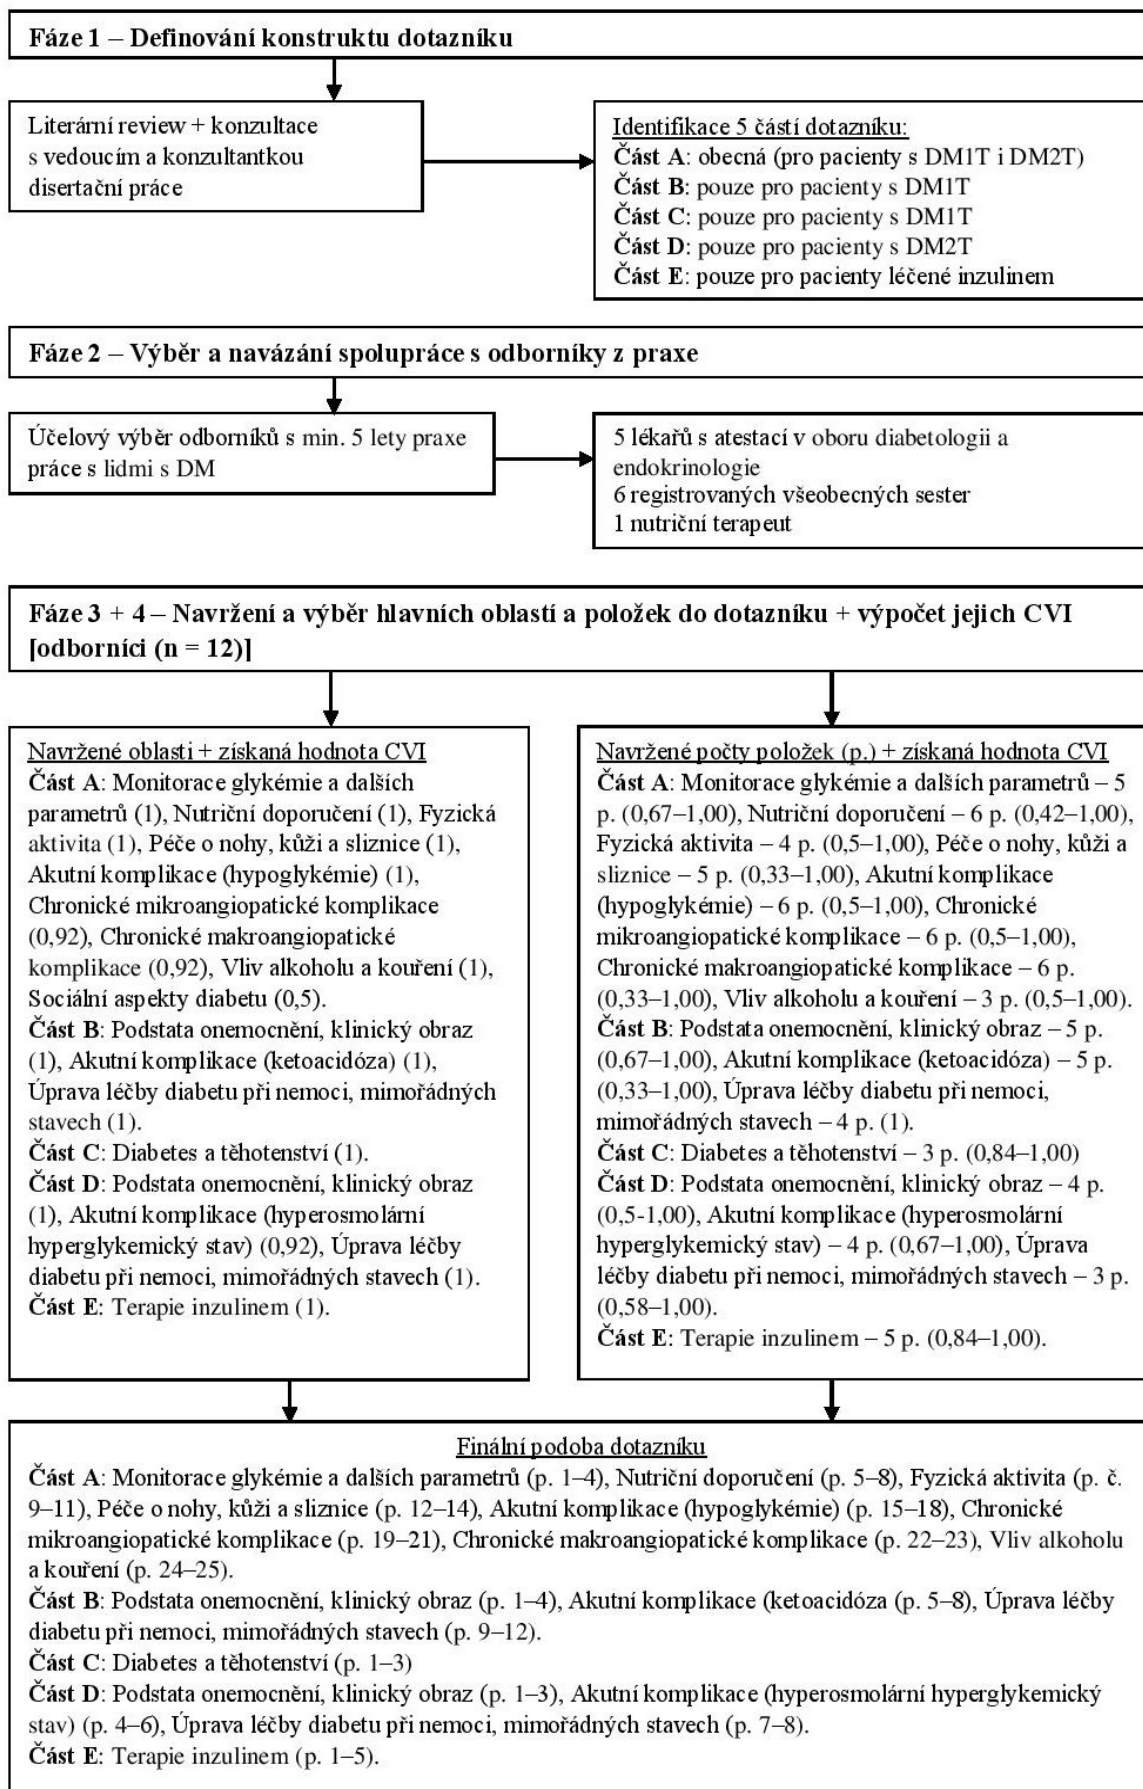 Fáze 1 – Definování konstruktu dotazníku
Literární review + konzultace
s vedoucím a konzultantkou
disertační práce
Identifikace 5 částí dotazníku:
Část A: obecná (pro pacienty s DM1T i DM2T)
Část B: pouze pro pacienty s DM1T
Část C: pouze pro pacienty s DM1T
Část D: pouze pro pacienty s DM2T
Část E: pouze pro pacienty léčené inzulinem
Fáze 2 – Výběr a navázání spolupráce s odborníky z praxe
Účelový výběr odborníků s min. 5 lety praxe
práce s lidmi s DM
5 lékařů s atestací v oboru diabetologii a
endokrinologie
6 registrovaných všeobecných sester
1 nutriční terapeut
Fáze 3 + 4 – Navržení a výběr hlavních oblastí a položek do dotazníku + výpočet jejich CVI
[odborníci (n = 12)]
Navržené oblasti + získaná hodnota CVI
Část A: Monitorace glykémie a dalších
parametrů (1), Nutriční doporučení (1), Fyzická
aktivita (1), Péče o nohy, kůži a sliznice (1),
Akutní komplikace (hypoglykémie) (1),
Chronické mikroangiopatické komplikace
(0,92), Chronické makroangiopatické
komplikace (0,92), Vliv alkoholu a kouření (1),
Sociální aspekty diabetu (0,5).
Část B: Podstata onemocnění, klinický obraz
(1), Akutní komplikace (ketoacidóza) (1),
Úprava léčby diabetu při nemoci, mimořádných
stavech (1).
Část C: Diabetes a těhotenství (1).
Část D: Podstata onemocnění, klinický obraz
(1), Akutní komplikace (hyperosmolární
hyperglykemický stav) (0,92), Úprava léčby
diabetu při nemoci, mimořádných stavech (1).
Část E: Terapie inzulinem (1).
Navržené počty položek (p.) + získaná hodnota CVI
Část A: Monitorace glykémie a dalších parametrů – 5
p. (0,67–1,00), Nutriční doporučení – 6 p. (0,42–1,00),
Fyzická aktivita – 4 p. (0,5–1,00), Péče o nohy, kůži a
sliznice – 5 p. (0,33–1,00), Akutní komplikace
(hypoglykémie) – 6 p. (0,5–1,00), Chronické
mikroangiopatické komplikace – 6 p. (0,5–1,00),
Chronické makroangiopatické komplikace – 6 p.
(0,33–1,00), Vliv alkoholu a kouření – 3 p. (0,5–1,00).
Část B: Podstata onemocnění, klinický obraz – 5 p.
(0,67–1,00), Akutní komplikace (ketoacidóza) – 5 p.
(0,33–1,00), Úprava léčby diabetu při nemoci,
mimořádných stavech – 4 p. (1).
Část C: Diabetes a těhotenství – 3 p. (0,84–1,00)
Část D: Podstata onemocnění, klinický obraz – 4 p.
(0,5-1,00), Akutní komplikace (hyperosmolární
hyperglykemický stav) – 4 p. (0,67–1,00), Úprava
léčby diabetu při nemoci, mimořádných stavech – 3 p.
(0,58–1,00).
Část E: Terapie inzulinem – 5 p. (0,84–1,00).
Finální podoba dotazníku
Část A: Monitorace glykémie a dalších parametrů (p. 1–4), Nutriční doporučení (p. 5–8), Fyzická aktivita (p. č.
9–11), Péče o nohy, kůži a sliznice (p. 12–14), Akutní komplikace (hypoglykémie) (p. 15–18), Chronické
mikroangiopatické komplikace (p. 19–21), Chronické makroangiopatické komplikace (p. 22–23), Vliv alkoholu
a kouření (p. 24–25).
Část B: Podstata onemocnění, klinický obraz (p. 1–4), Akutní komplikace (ketoacidóza (p. 5–8), Úprava léčby
diabetu při nemoci, mimořádných stavech (p. 9–12).
Část C: Diabetes a těhotenství (p. 1–3)
Část D: Podstata onemocnění, klinický obraz (p. 1–3), Akutní komplikace (hyperosmolární hyperglykemický
stav) (p. 4–6), Úprava léčby diabetu při nemoci, mimořádných stavech (p. 7–8).
Část E: Terapie inzulinem (p. 1–5).